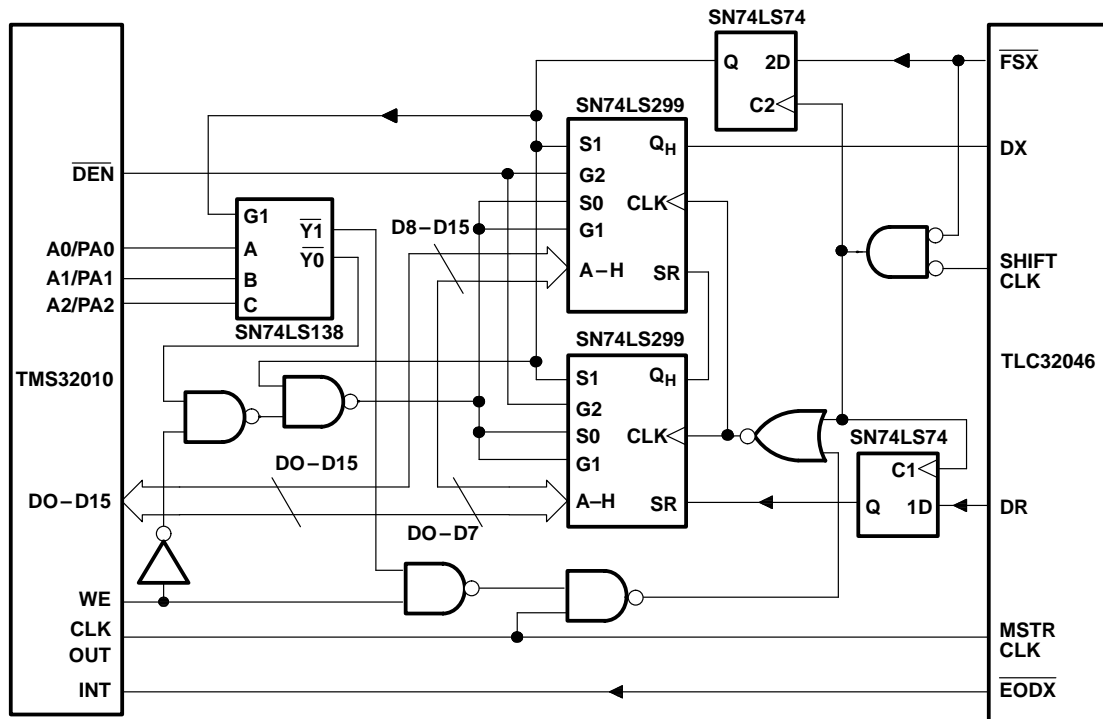 SN74LS74
Q 2D
C2
FSX
SN74LS299
S1 QH
G2
S0 CLK
G1
A–H SR
DX
DEN
G1
Y1
A Y0
B
C
SN74LS138
A0/PA0
A1/PA1
A2/PA2
D8–D15
SHIFT
CLK
SN74LS299
S1 QH
G2
S0 CLK
G1
A–H SR
TMS32010
TLC32046
SN74LS74
C1
Q 1D
DR
DO–D15
DO–D15
DO–D7
WE
CLK
OUT
MSTR
CLK
INT
EODX